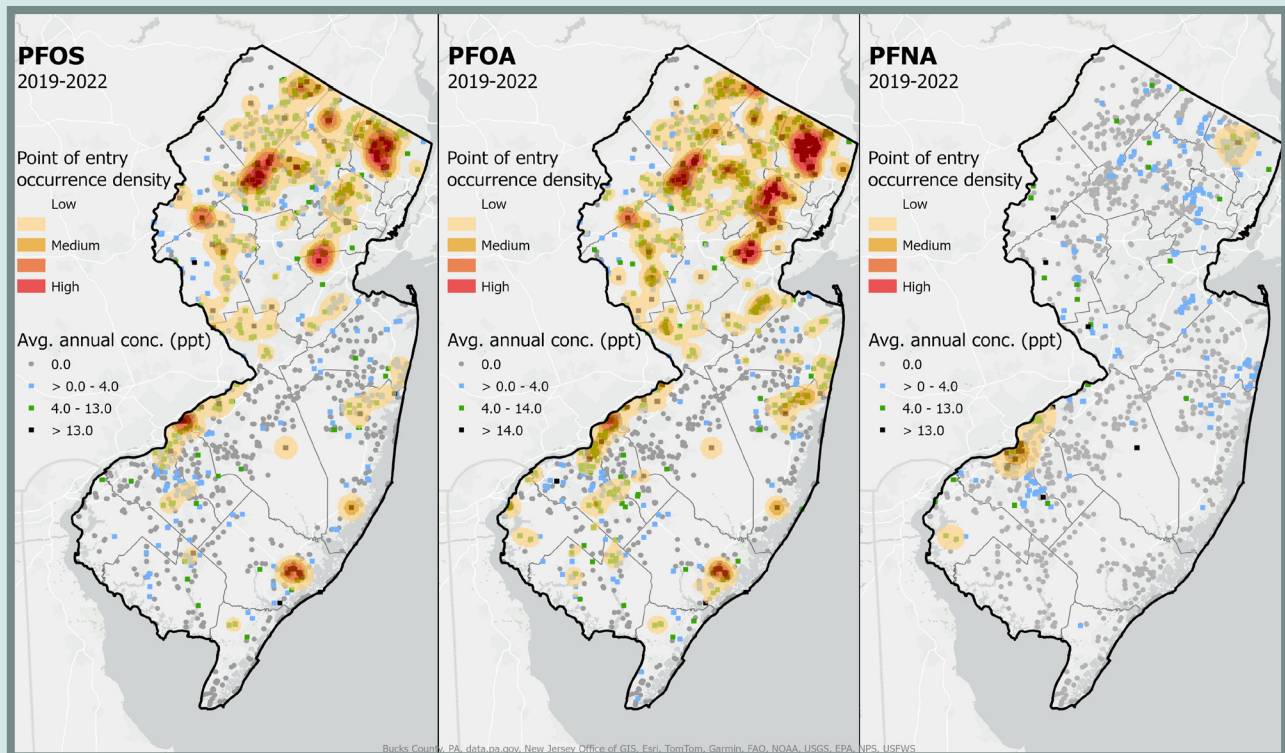 PFOS
2019-2022
Point of entry
occurrence density
Low
Medium
High
Avg. annual conc. (ppt)
0.0
> 0.0 - 4.0
4.0 - 13.0
> 13.0
PFOA
2019-2022
Point of entry
occurrence density
Low
Medium
High
Avg. annual conc. (ppt)
0.0
> 0.0 - 4.0
4.0 - 14.0
> 14.0
PFNA
2019-2022
Point of entry
occurrence density
Low
Medium
High
Avg. annual conc. (ppt)
0.0
> 0 - 4.0
4.0 - 13.0
> 13.0
Bucks County, PA, data.pa.gov, New Jersey Office of GIS, Esri, TomTom, Garmin, FAO, NOAA, USGS, EPA, NPS, USFWS